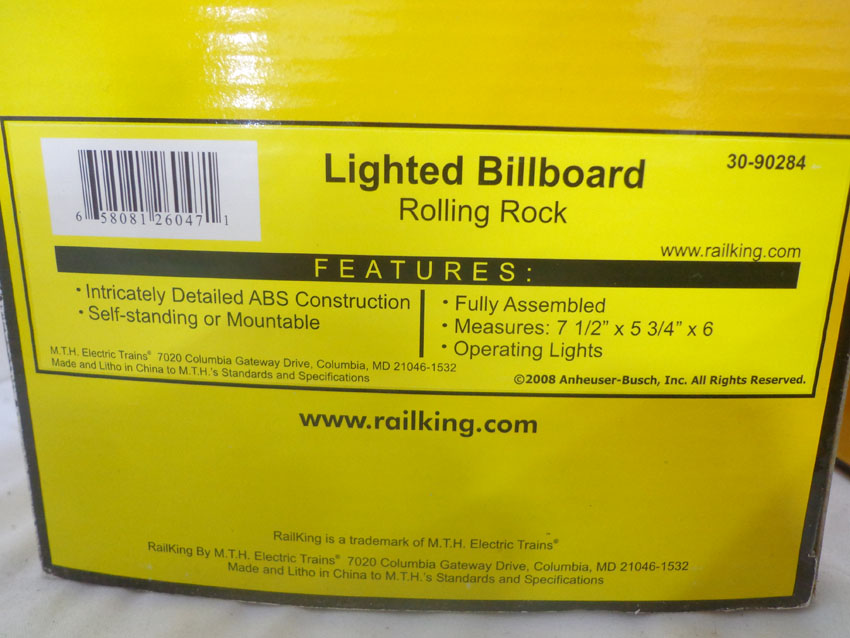 Lighted Billboard
30-90284
Rolling Rock
6 58081 26047 1
www.railking.com
FEATURES:
• Intricately Detailed ABS Construction
• Self-standing or Mountable
• Fully Assembled
• Measures: 7 1/2" x 5 3/4" x 6
• Operating Lights
M.T.H. Electric Trains® 7020 Columbia Gateway Drive, Columbia, MD 21046-1532
Made and Litho in China to M.T.H.'s Standards and Specifications
©2008 Anheuser-Busch, Inc. All Rights Reserved.
www.railking.com
RailKing is a trademark of M.T.H. Electric Trains®
RailKing By M.T.H. Electric Trains® 7020 Columbia Gateway Drive, Columbia, MD 21046-1532
Made and Litho in China to M.T.H.'s Standards and Specifications